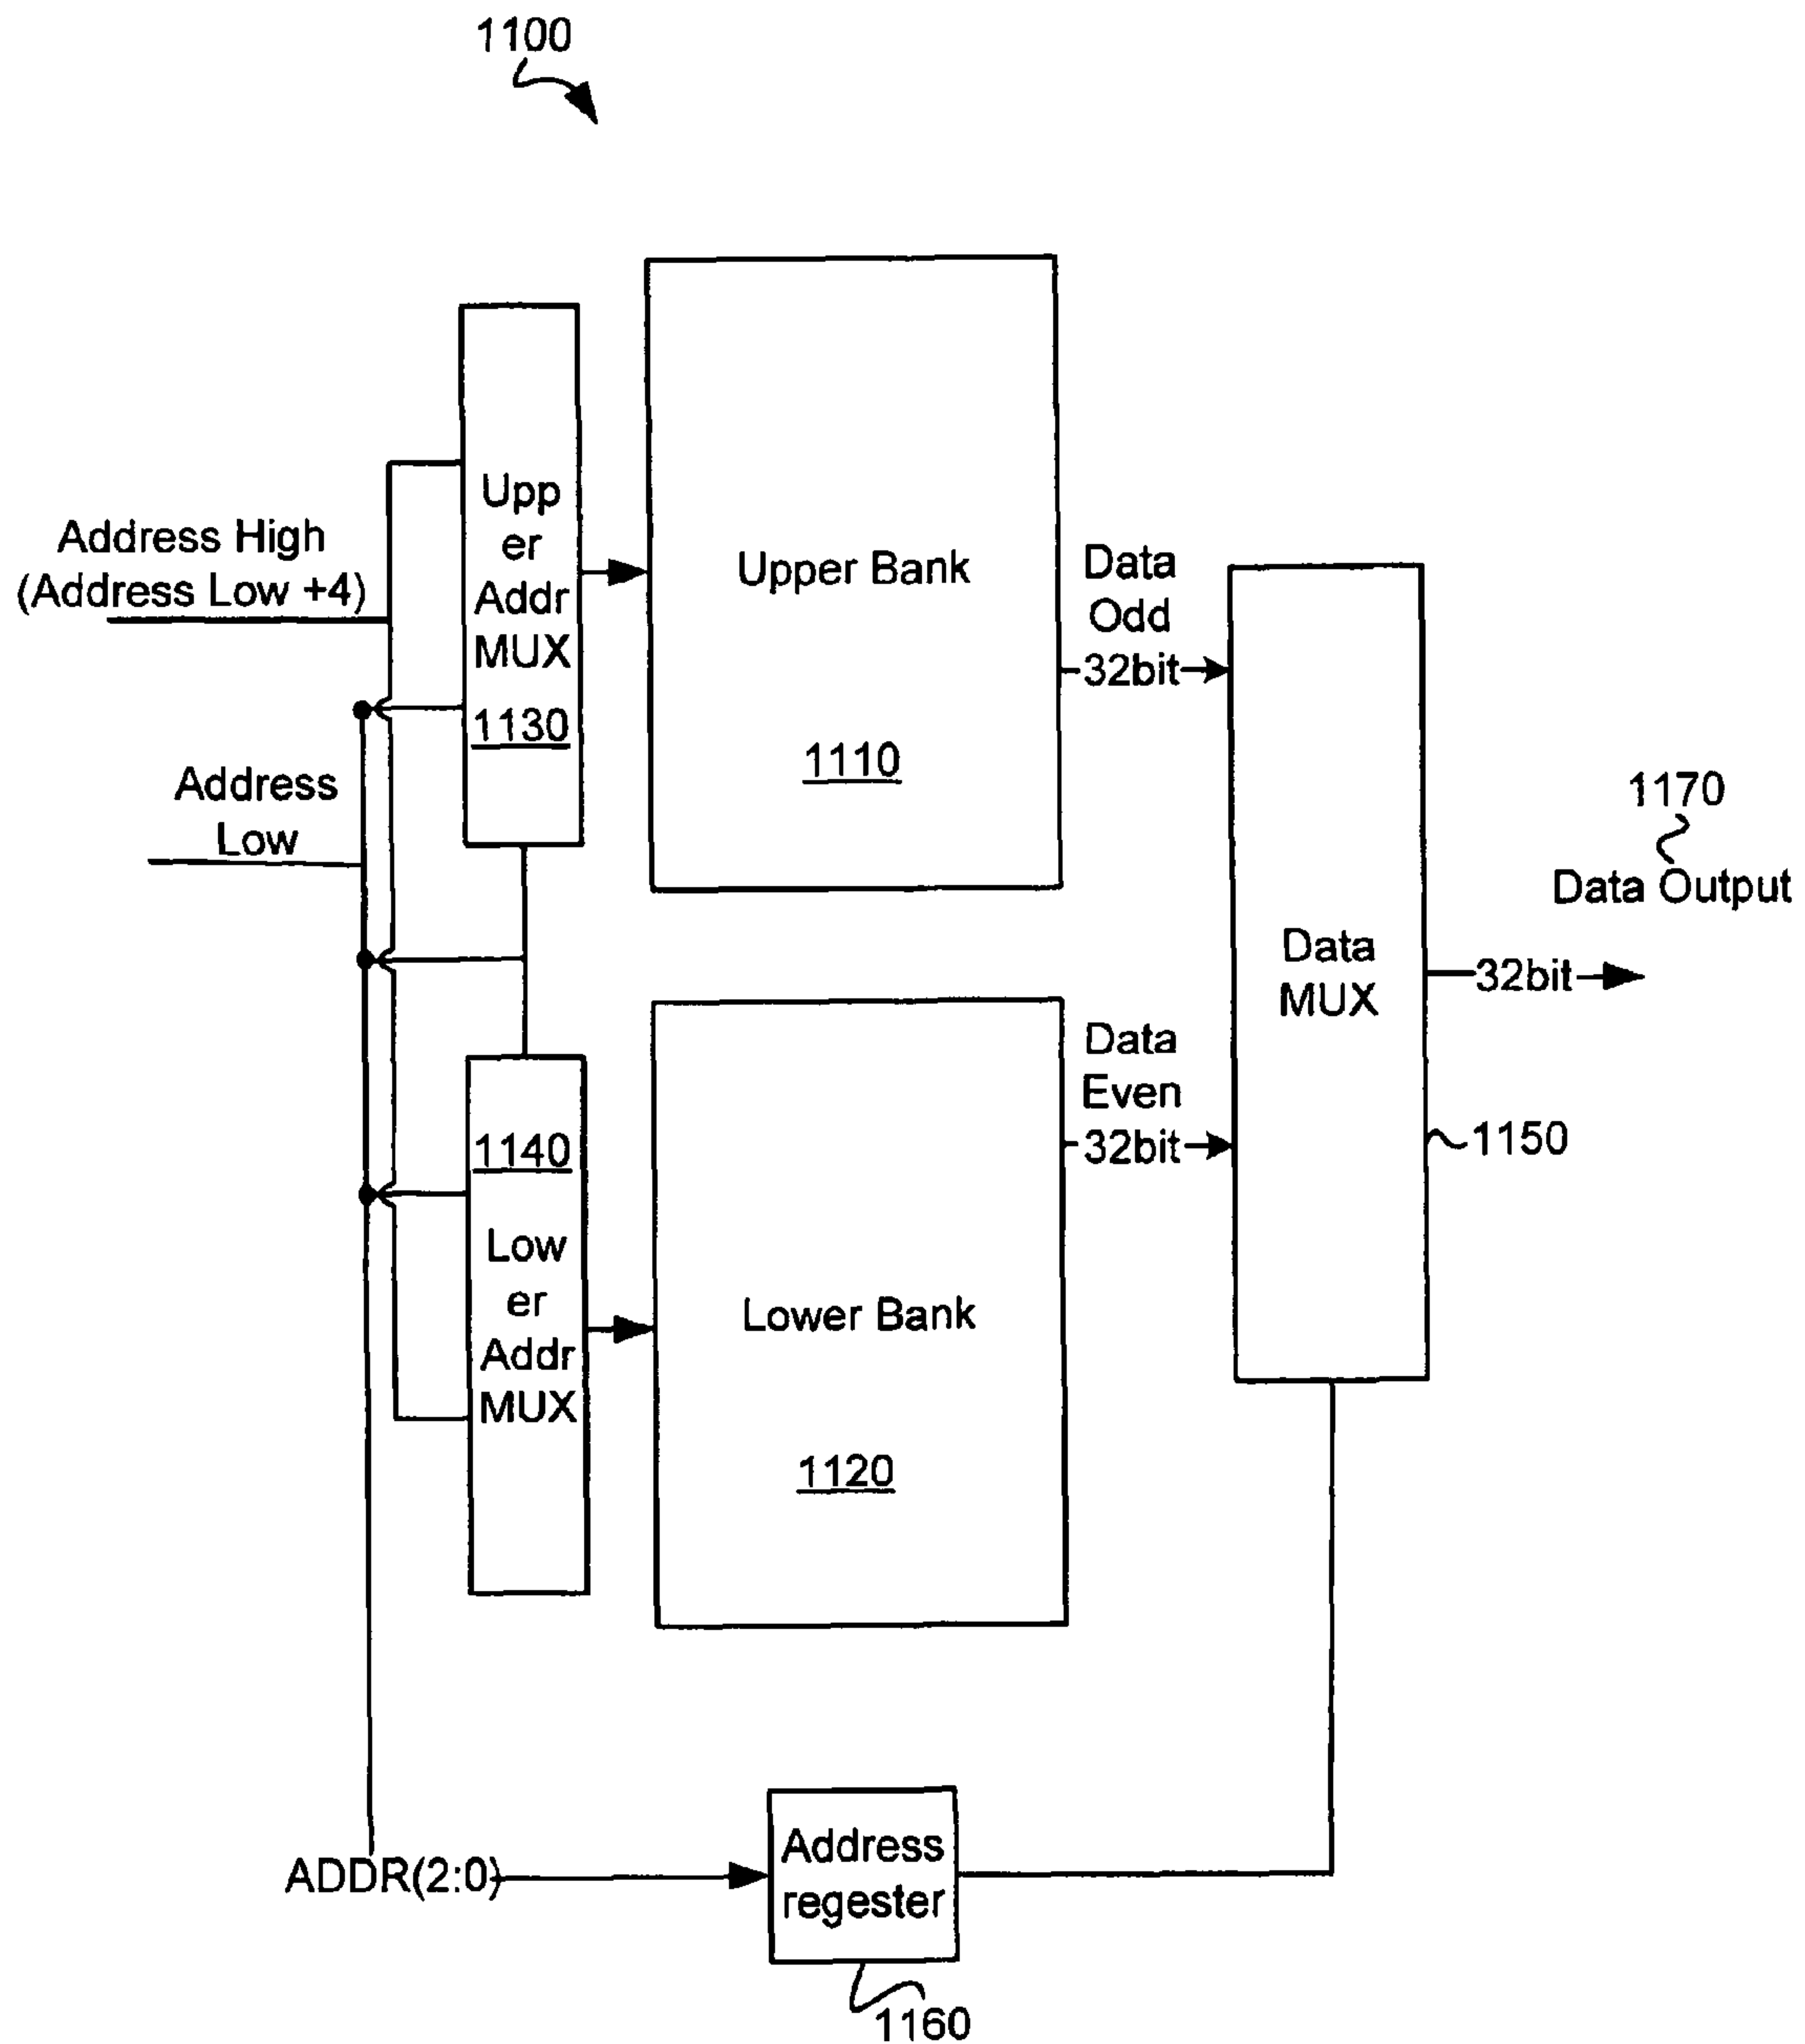 1100
Address High
(Address Low +4)
Upp
er
Addr
MUX
1130
Upper Bank
1110
Data
Odd
32bit
Address
Low
1170
Data Output
Data
MUX
32bit
1140
Low
er
Addr
MUX
Lower Bank
1120
Data
Even
32bit
1150
ADDR(2:0)
Address
regester
1160